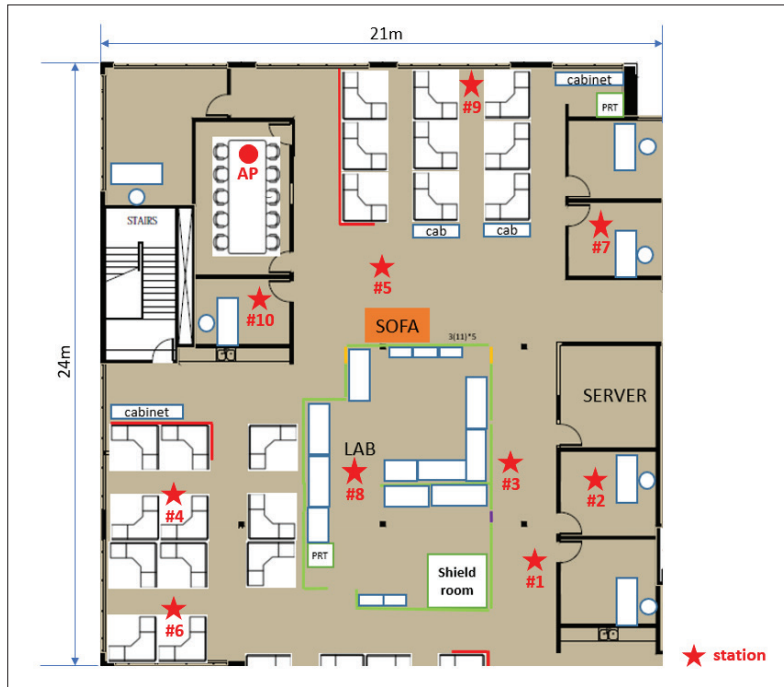 21m
cabinet
#9
PRT
AP
STAIRS
cab
cab
#7
#5
#10
SOFA
3(11)*5
24m
SERVER
cabinet
LAB
#3
#8
#2
#4
PRT
Shield
room
#1
#6
station